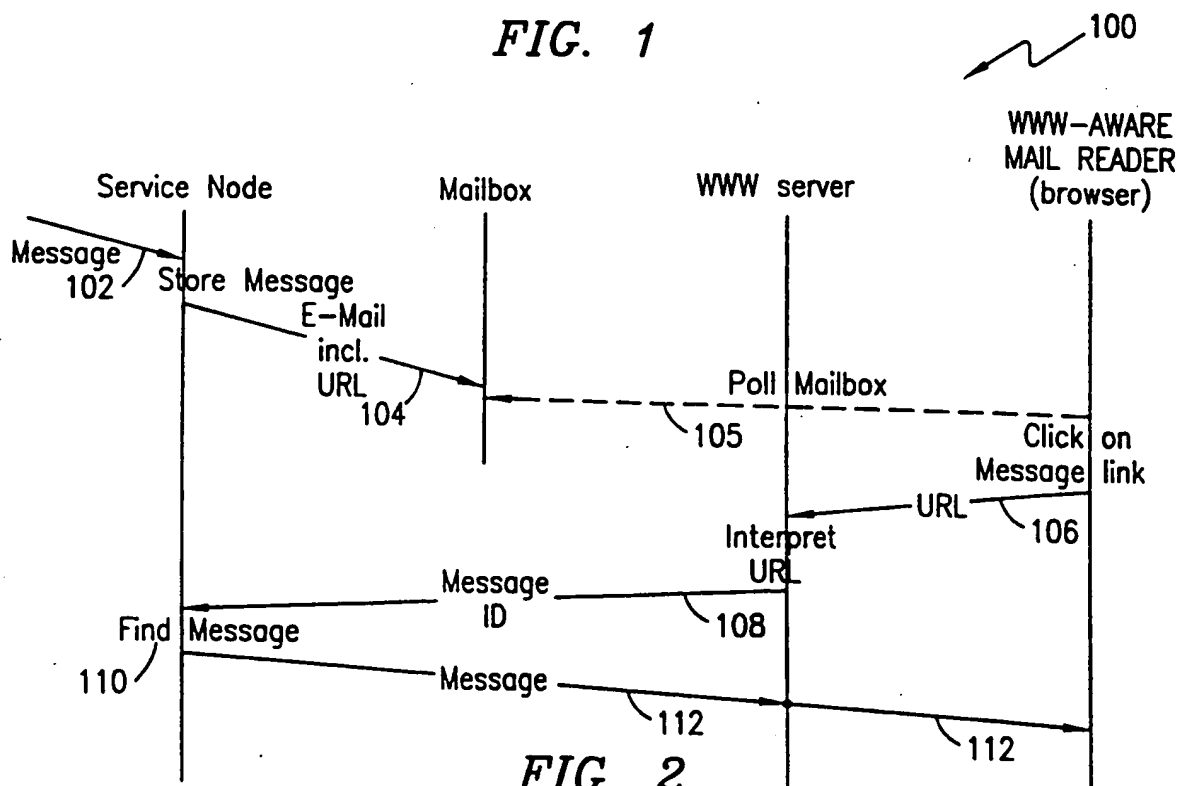 FIG. 1
100
WWW-AWARE
MAIL READER
(browser)
Service Node
Mailbox
WWW server
Message
102
Store Message
E-Mail
incl.
URL
104
Poll Mailbox
105
Click on
Message link
URL
106
Interpret
URL
Message
ID
108
Find Message
110
Message
112
112
FIG. 2